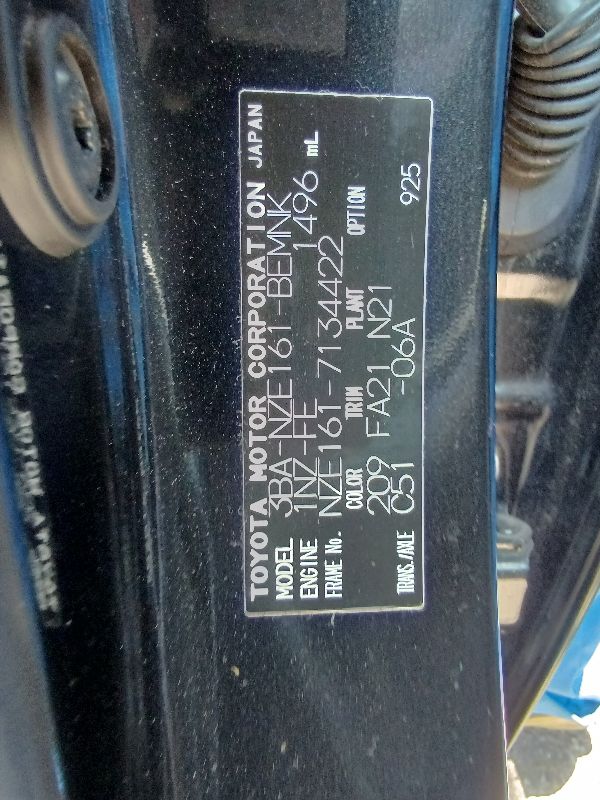 TOYOTA MOTOR CORPORATION JAPAN
MODEL 3BA-NZE161-BEMNK
ENGINE 1NZ-FE 1496 mL
FRAME No. NZE161-7134422
COLOR TRIM PLANT OPTION
209 FA21 N21
TRANS./AXLE C51 -06A 925